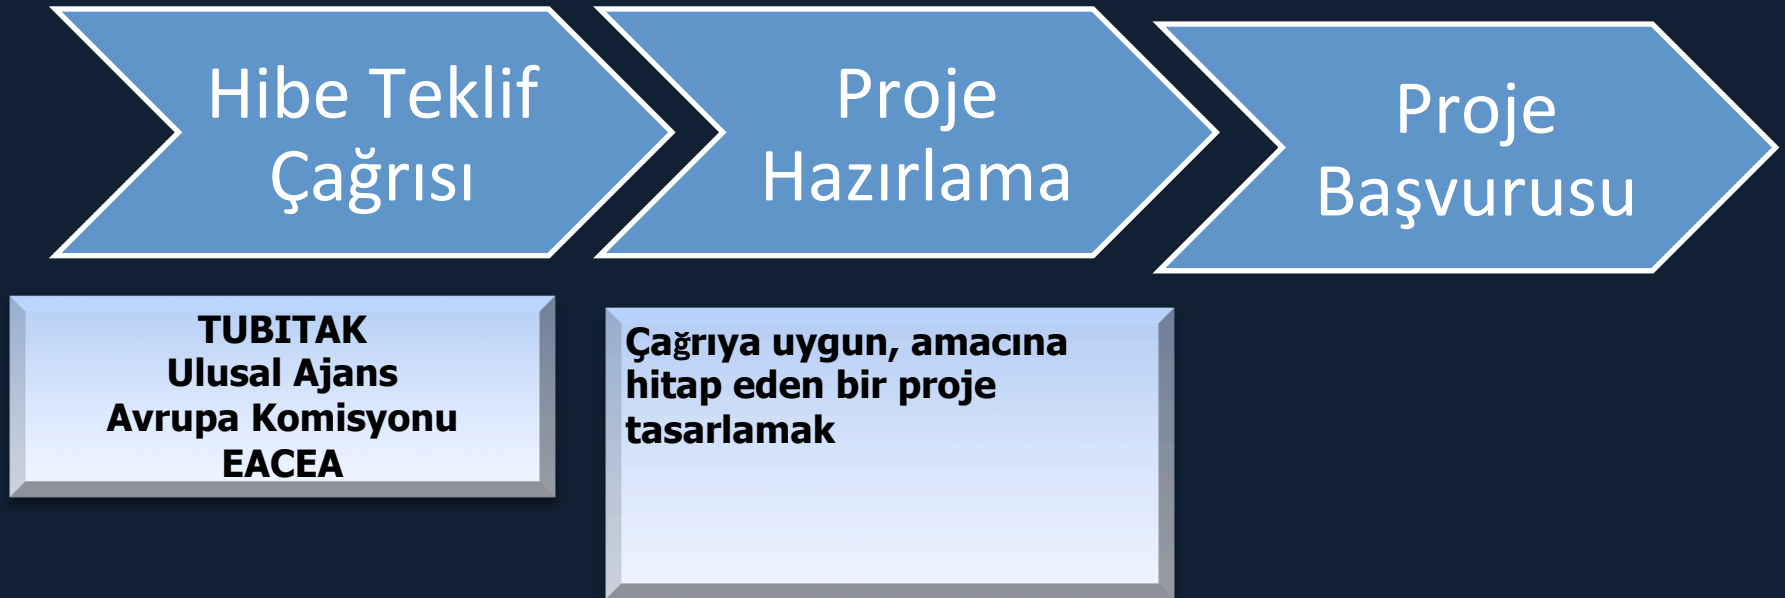 Hibe Teklif
Çağrısı
Proje
Hazırlama
Proje
Başvurusu
TUBITAK
Ulusal Ajans
Avrupa Komisyonu
EACEA
Çağrıya uygun, amacına
hitap eden bir proje
tasarlamak